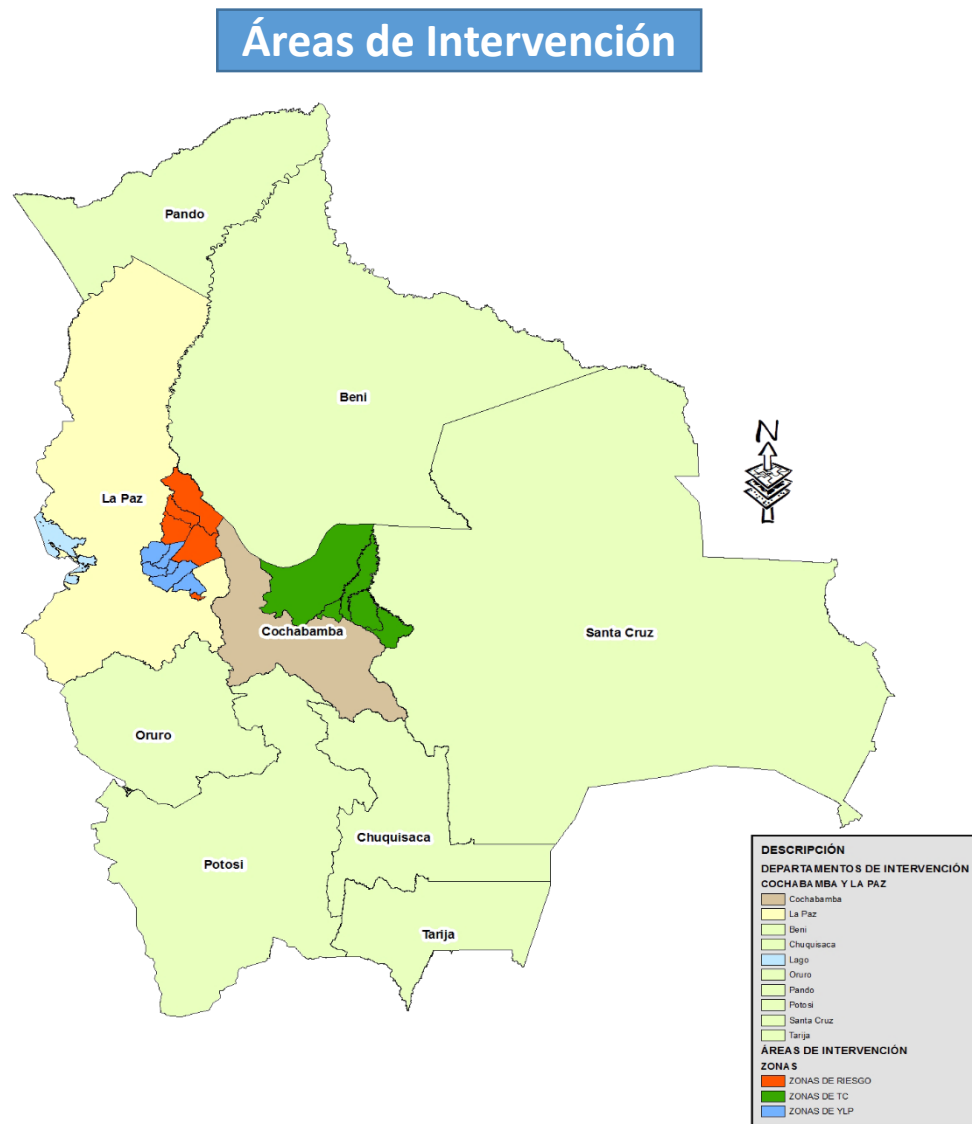 Áreas de Intervención
Pando
Beni
N
La Paz
Cochabamba
Santa Cruz
Oruro
Chuquisaca
Potosi
Tarija
DESCRIPCIÓN
DEPARTAMENTOS DE INTERVENCIÓN
COCHABAMBA Y LA PAZ
Cochabamba
La Paz
Beni
Chuquisaca
Lago
Oruro
Pando
Potosi
Santa Cruz
Tarija
ÁREAS DE INTERVENCIÓN
ZONAS
ZONAS DE RIESGO
ZONAS DE TC
ZONAS DE YLP